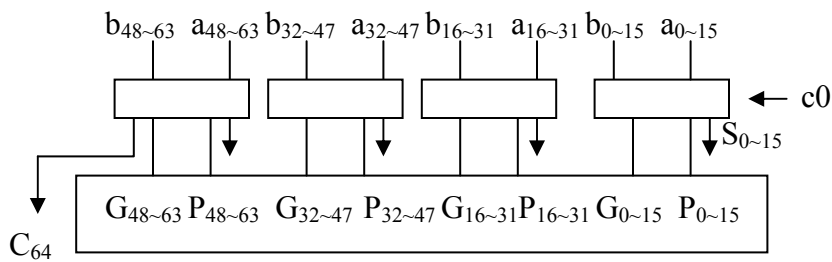 b48~63 a48~63 b32~47 a32~47 b16~31 a16~31 b0~15 a0~15
c0
S0~15
G48~63 P48~63 G32~47 P32~47 G16~31 P16~31 G0~15 P0~15
C64